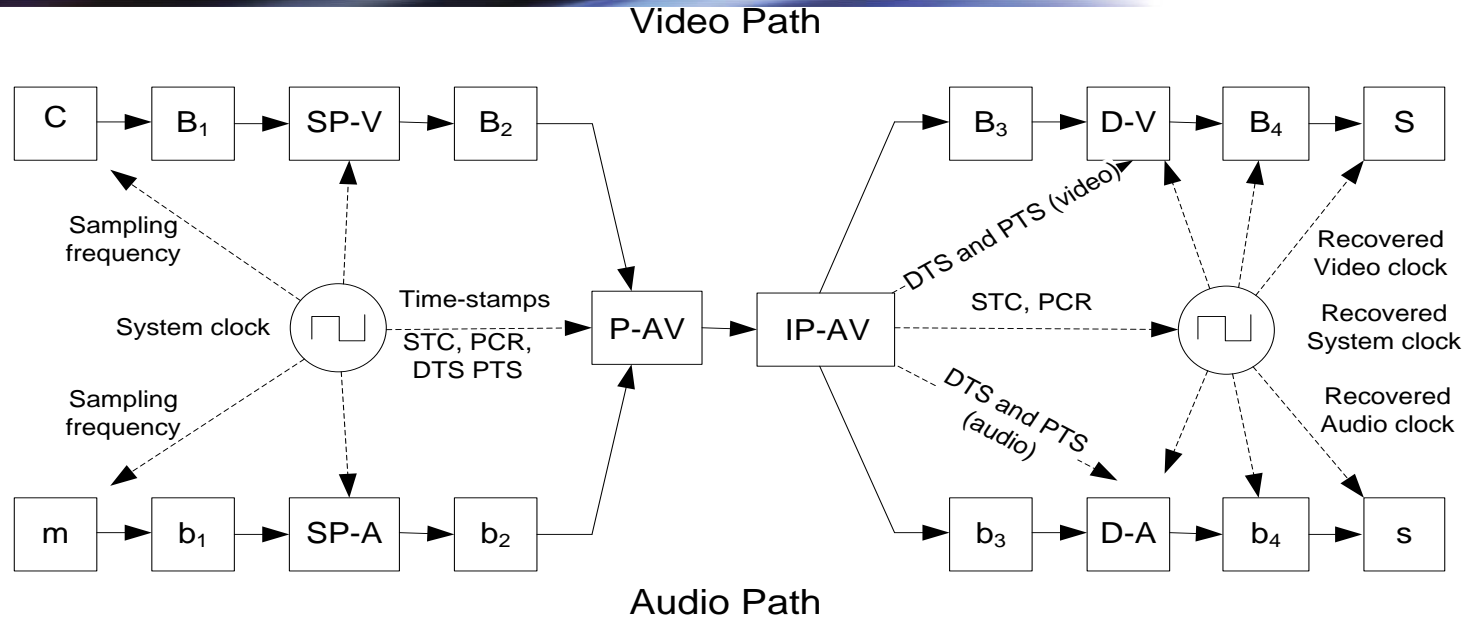 Video Path
C
B₁
SP-V
B₂
B₃
D-V
B₄
S
Sampling
frequency
DTS and PTS (video)
Recovered
Video clock
System clock
Time-stamps
STC, PCR,
DTS PTS
P-AV
IP-AV
STC, PCR
Recovered
System clock
Sampling
frequency
DTS and PTS
(audio)
Recovered
Audio clock
m
b₁
SP-A
b₂
b₃
D-A
b₄
s
Audio Path